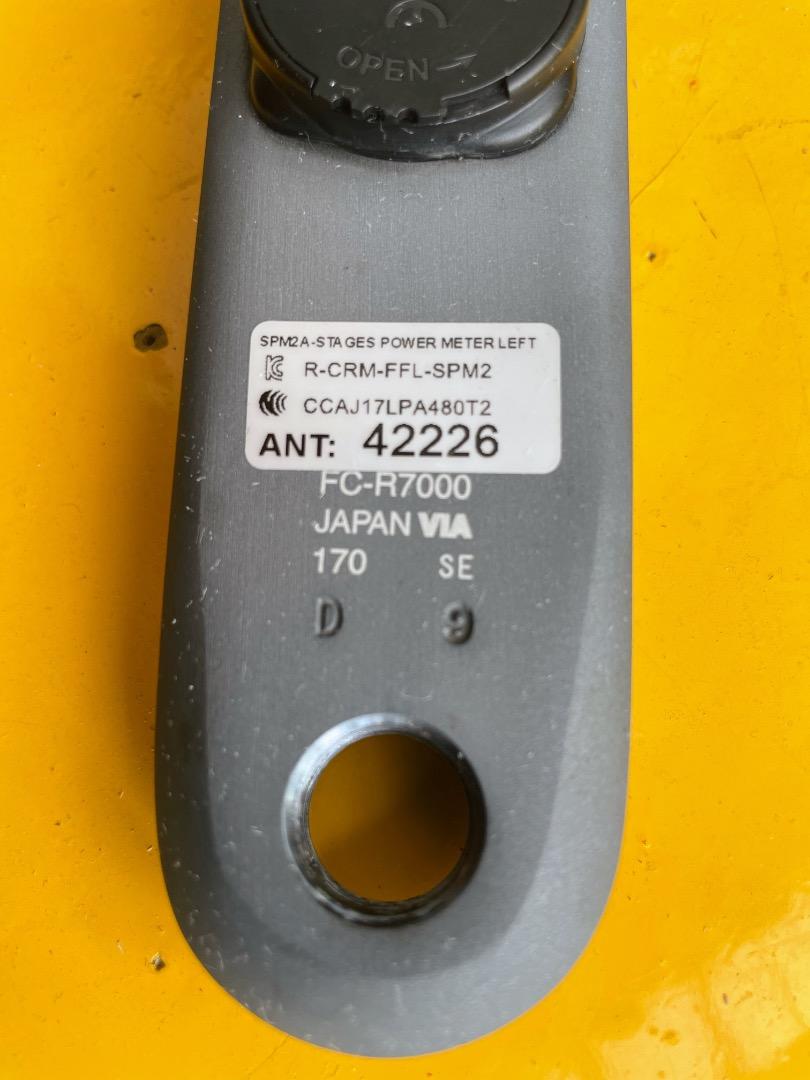 OPEN
SPM2A-STAGES POWER METER LEFT
R-CRM-FFL-SPM2
CCAJ17LPA480T2
ANT: 42226
FC-R7000
JAPAN VIA
170 SE
D 9